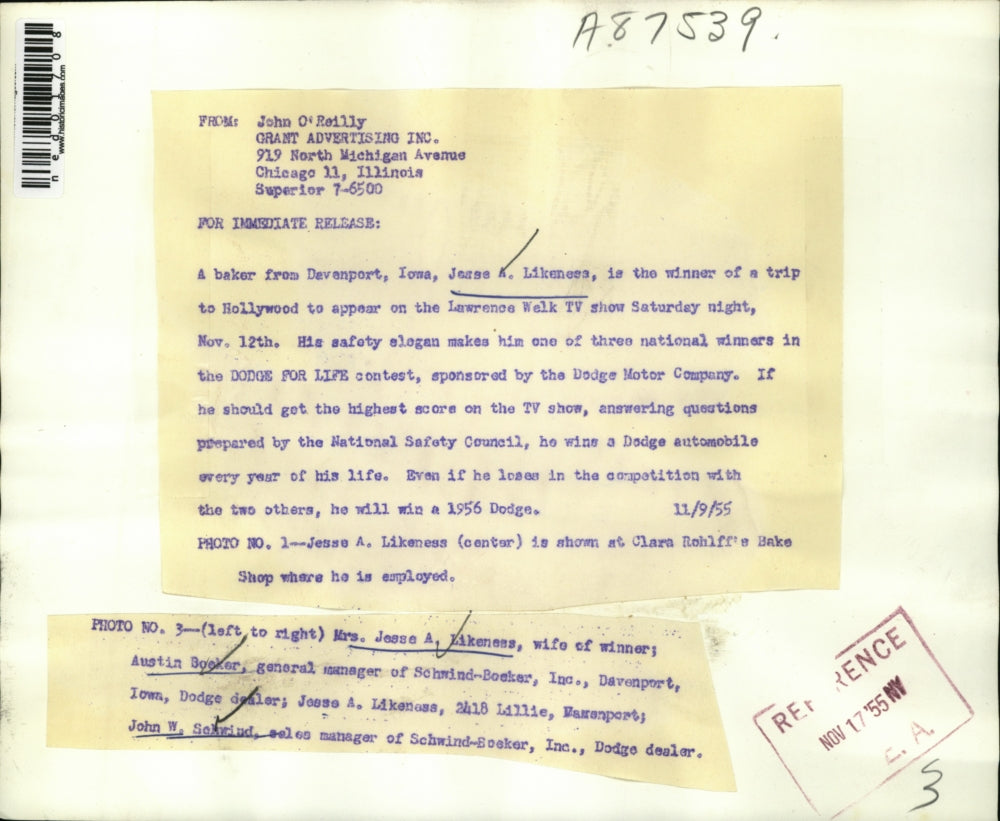 A87539.
ned01708
www.historicimages.com
FROM: John O'Reilly
GRANT ADVERTISING INC.
919 North Michigan Avenue
Chicago 11, Illinois
Superior 7-6500
FOR IMMEDIATE RELEASE:
A baker from Davenport, Iowa, Jesse A. Likeness, is the winner of a trip
to Hollywood to appear on the Lawrence Welk TV show Saturday night,
Nov. 12th. His safety slogan makes him one of three national winners in
the DODGE FOR LIFE contest, sponsored by the Dodge Motor Company. If
he should get the highest score on the TV show, answering questions
prepared by the National Safety Council, he wins a Dodge automobile
every year of his life. Even if he loses in the competition with
the two others, he will win a 1956 Dodge. 11/9/55
PHOTO NO. 1--Jesse A. Likeness (center) is shown at Clara Rohlff's Bake
Shop where he is employed.
PHOTO NO. 3--(left to right) Mrs. Jesse A. Likeness, wife of winner;
Austin Boeker, general manager of Schwind-Boeker, Inc., Davenport,
Iowa, Dodge dealer; Jesse A. Likeness, 2418 Lillie,
John W. Schwind, sales manager of Schwind-Boeker, Inc., Dodge dealer.
REF RENCE
NOV 17 '55
E. A.